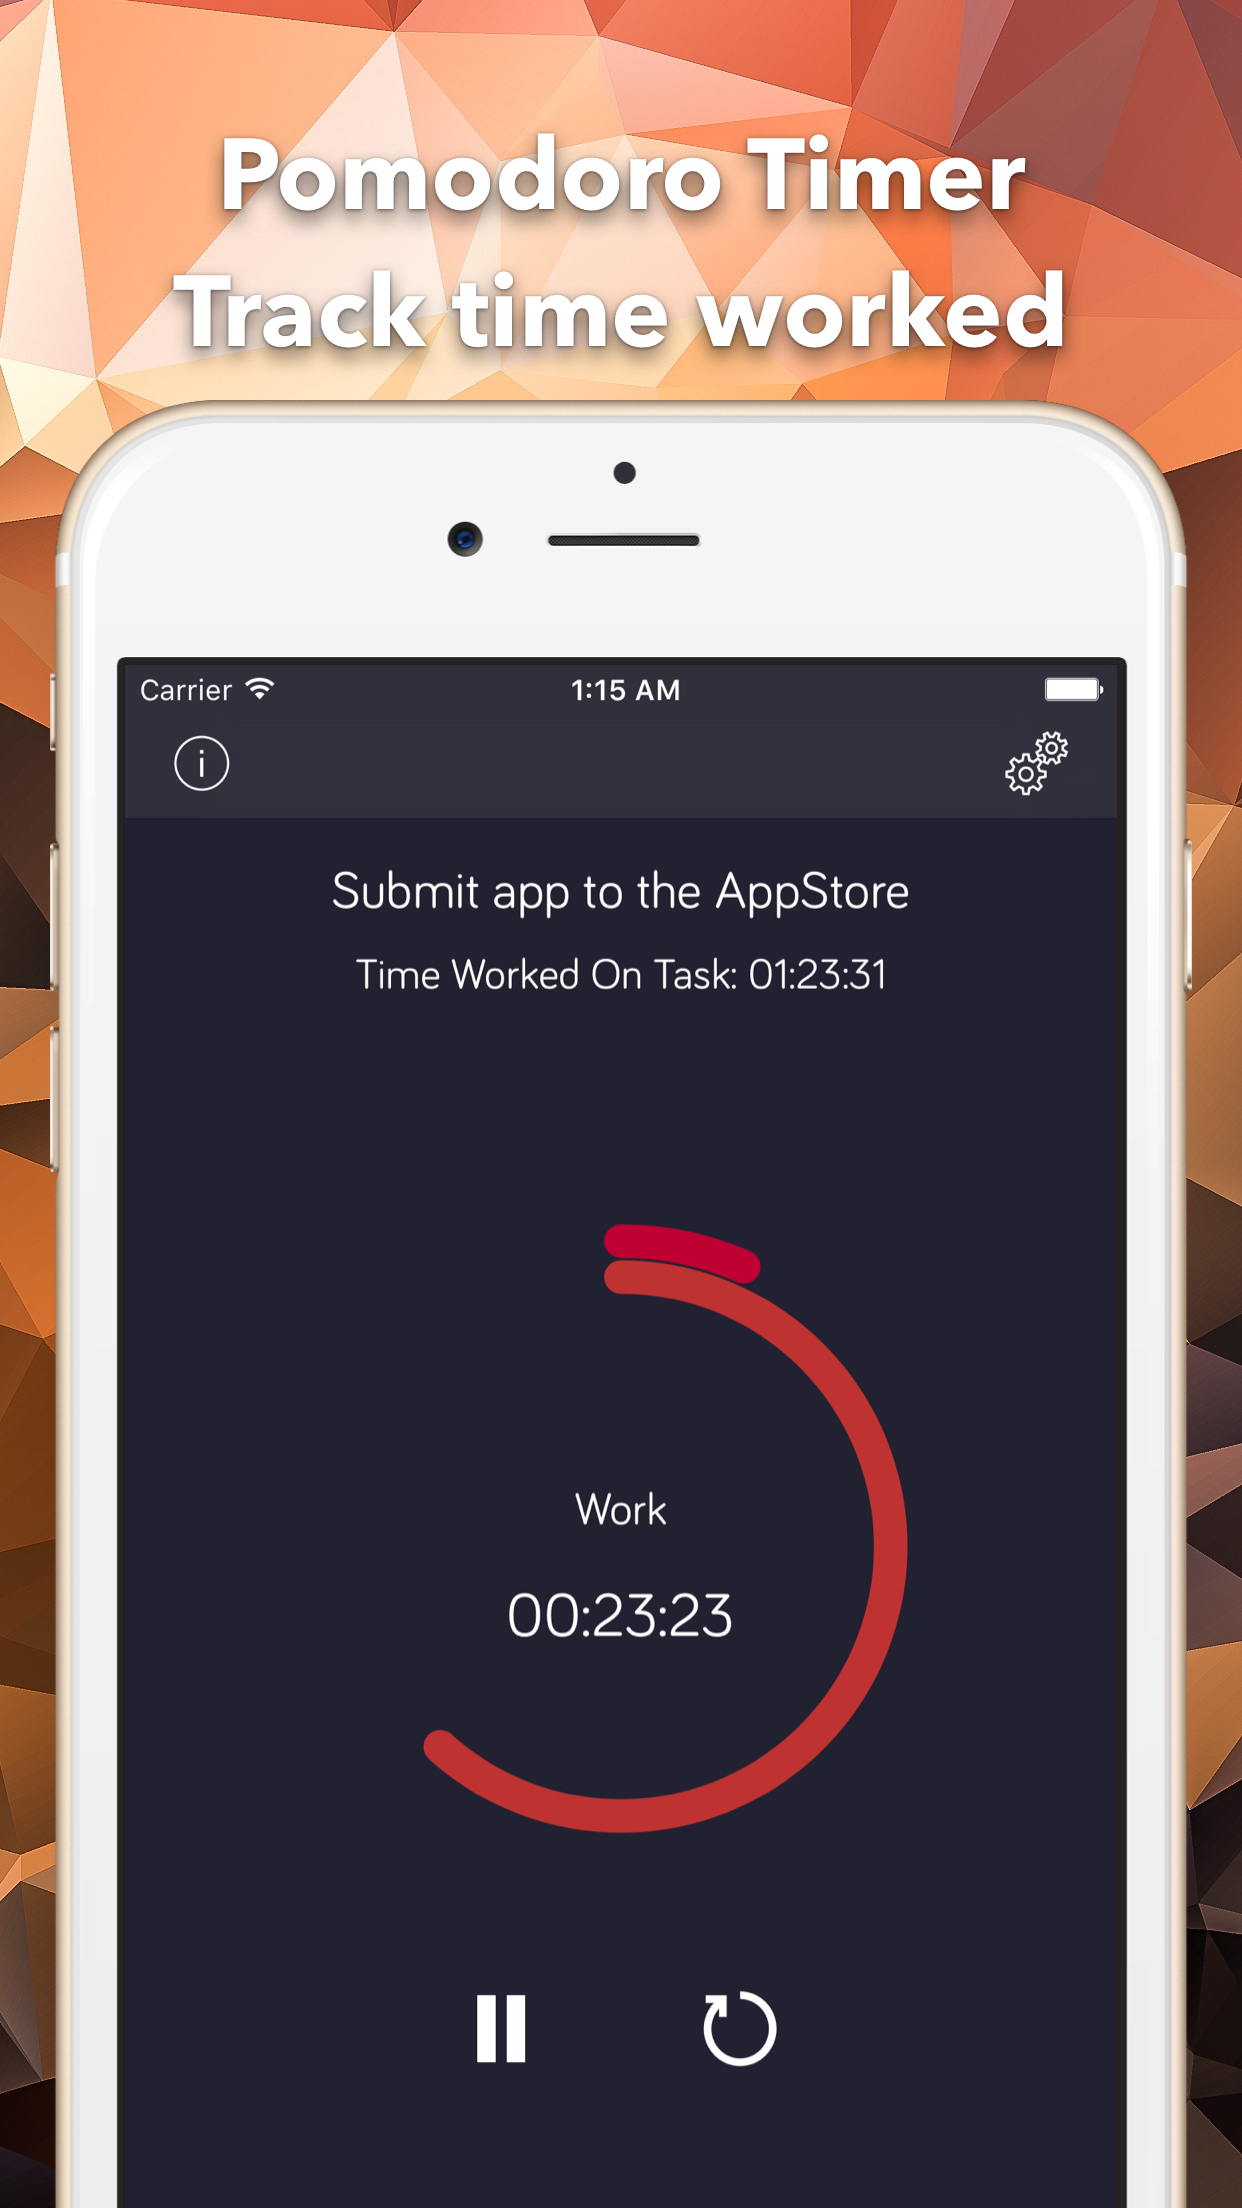 Pomodoro Timer
Track time worked
Carrier 1:15 AM
i
Submit app to the AppStore
Time Worked On Task: 01:23:31
Work
00:23:23